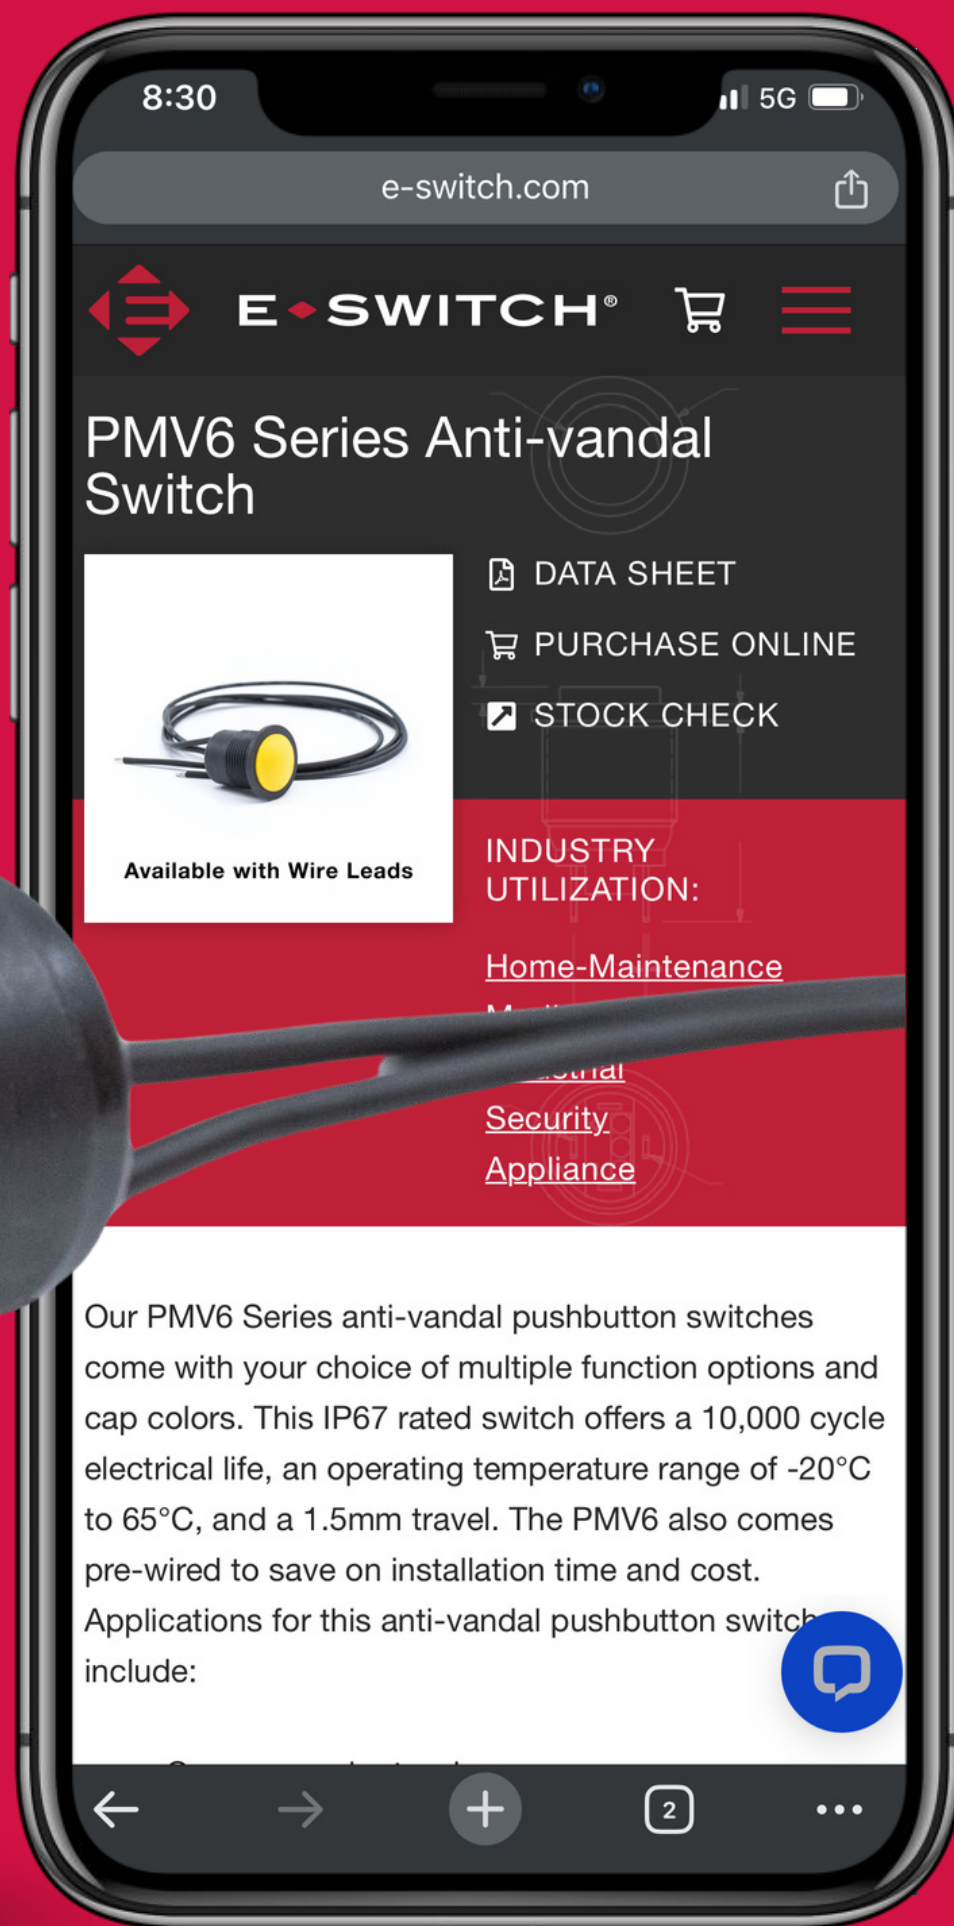 8:30
5G
e-switch.com
E SWITCH®
PMV6 Series Anti-vandal
Switch
DATA SHEET
PURCHASE ONLINE
STOCK CHECK
Available with Wire Leads
INDUSTRY
UTILIZATION:
Home-Maintenance
Security
Appliance
Our PMV6 Series anti-vandal pushbutton switches
come with your choice of multiple function options and
cap colors. This IP67 rated switch offers a 10,000 cycle
electrical life, an operating temperature range of -20°C
to 65°C, and a 1.5mm travel. The PMV6 also comes
pre-wired to save on installation time and cost.
Applications for this anti-vandal pushbutton switch
include:
2